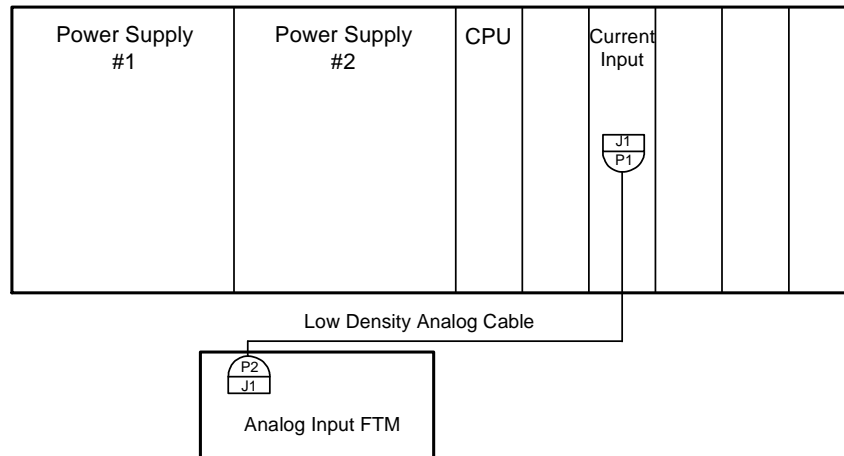 Power Supply
#1
Power Supply
#2
CPU
Current
Input
J1
P1
Low Density Analog Cable
P2
J1
Analog Input FTM